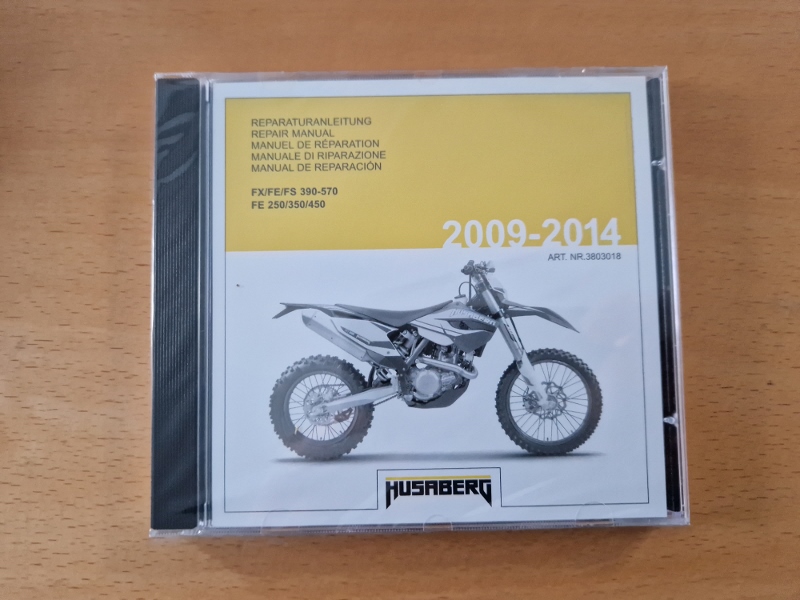 REPARATURANLEITUNG
REPAIR MANUAL
MANUEL DE RÉPARATION
MANUALE DI RIPARAZIONE
MANUAL DE REPARACIÓN
FX/FE/FS 390-570
FE 250/350/450
2009-2014
ART. NR.3803018
HUSABERG